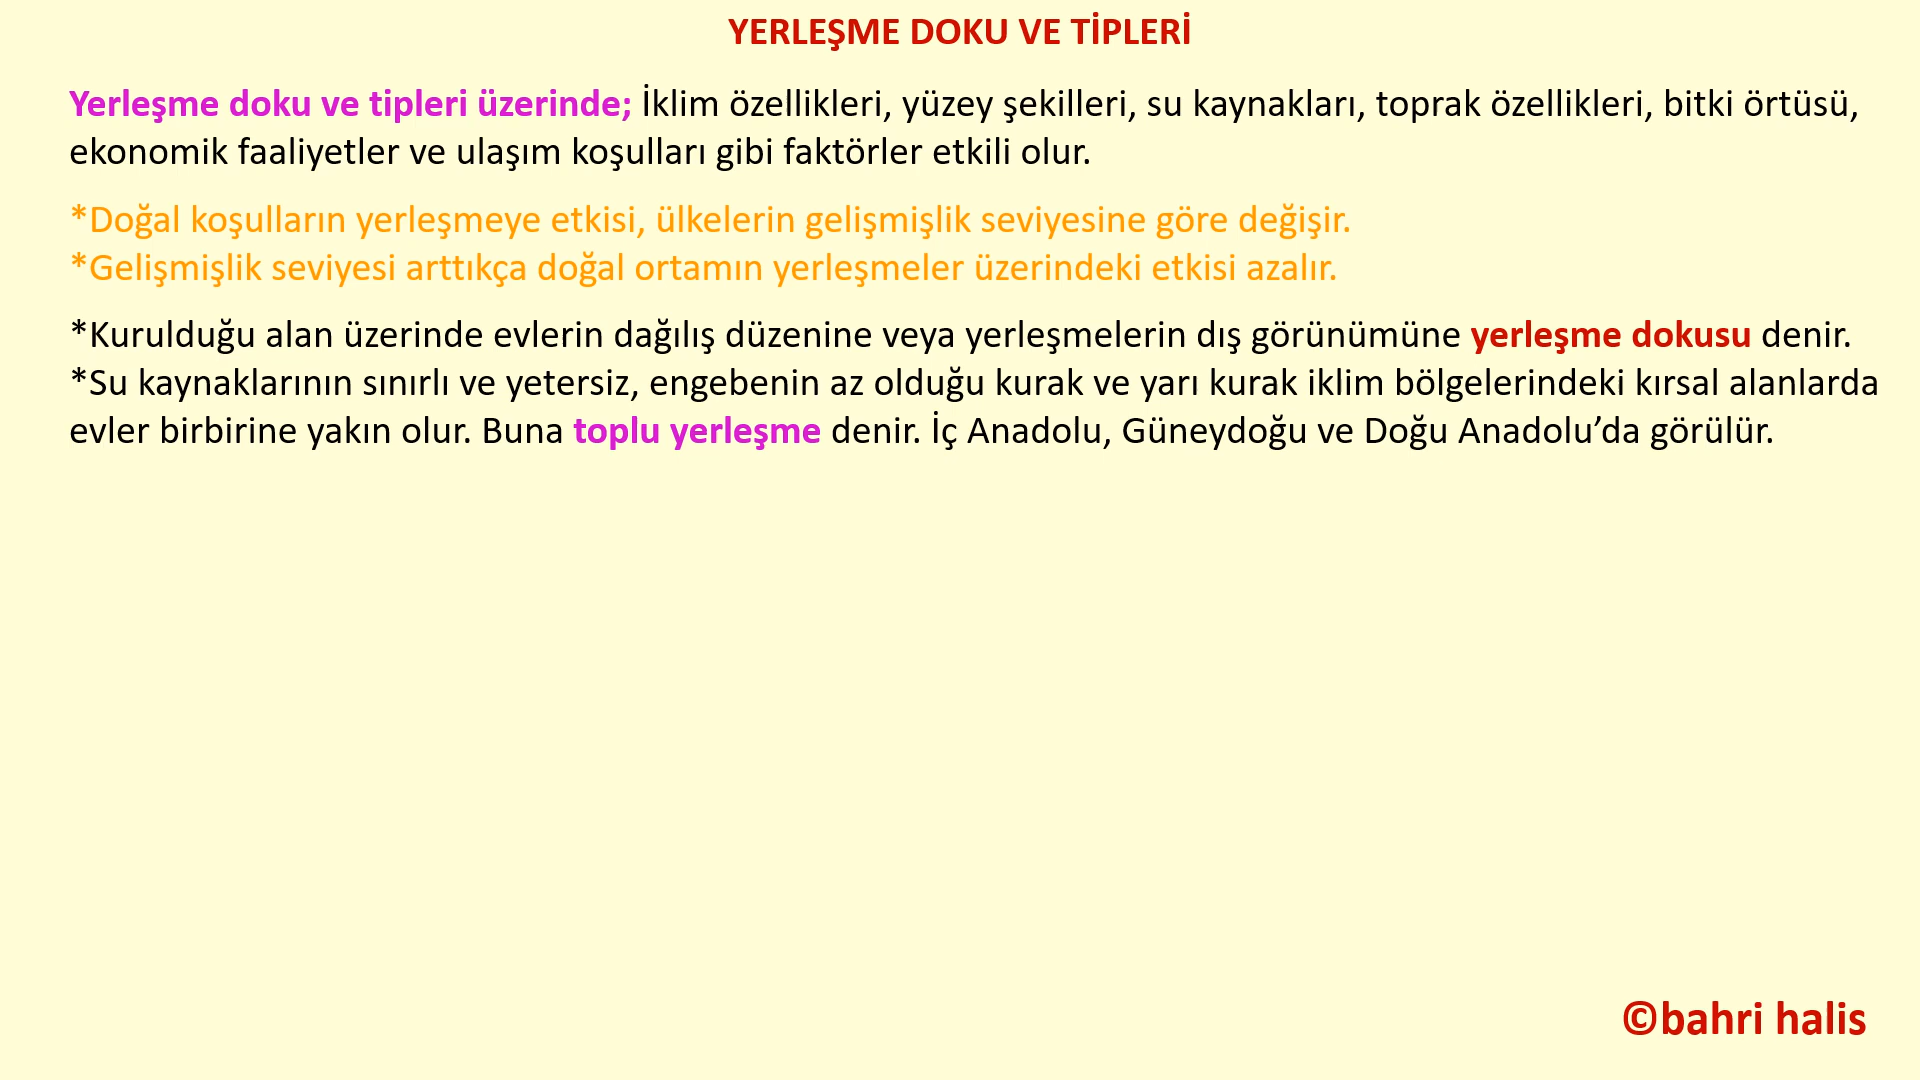 YERLEŞME DOKU VE TİPLERİ
Yerleşme doku ve tipleri üzerinde; İklim özellikleri, yüzey şekilleri, su kaynakları, toprak özellikleri, bitki örtüsü,
ekonomik faaliyetler ve ulaşım koşulları gibi faktörler etkili olur.
*Doğal koşulların yerleşmeye etkisi, ülkelerin gelişmişlik seviyesine göre değişir.
*Gelişmişlik seviyesi arttıkça doğal ortamın yerleşmeler üzerindeki etkisi azalır.
*Kurulduğu alan üzerinde evlerin dağılış düzenine veya yerleşmelerin dış görünümüne yerleşme dokusu denir.
*Su kaynaklarının sınırlı ve yetersiz, engebenin az olduğu kurak ve yarı kurak iklim bölgelerindeki kırsal alanlarda
evler birbirine yakın olur. Buna toplu yerleşme denir. İç Anadolu, Güneydoğu ve Doğu Anadolu’da görülür.
©bahri halis